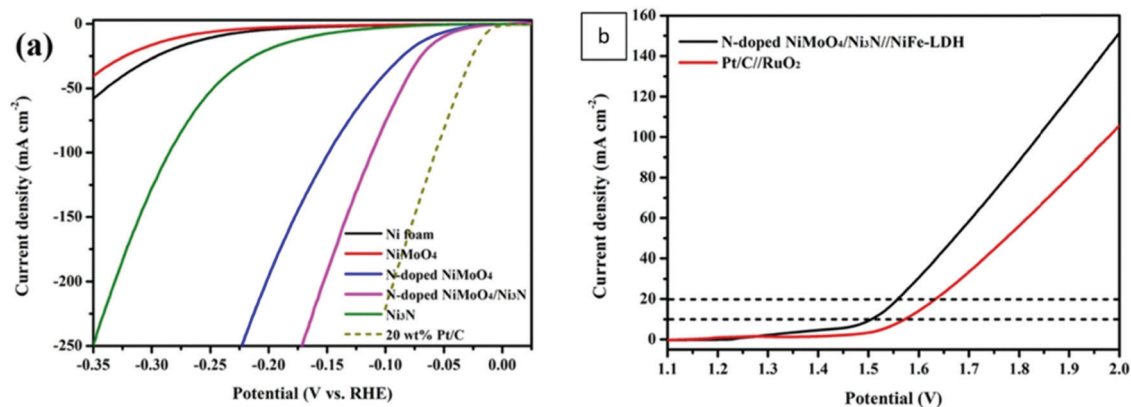 (a)
Current density (mA cm⁻²)
0
-50
-100
-150
-200
-250
Ni foam
NiMoO₄
N-doped NiMoO₄
N-doped NiMoO₄/Ni₃N
Ni₃N
20 wt% Pt/C
-0.35 -0.30 -0.25 -0.20 -0.15 -0.10 -0.05 0.00
Potential (V vs. RHE)
b
Current density (mA cm⁻²)
160
140
120
100
80
60
40
20
0
N-doped NiMoO₄/Ni₃N//NiFe-LDH
Pt/C//RuO₂
1.1 1.2 1.3 1.4 1.5 1.6 1.7 1.8 1.9 2.0
Potential (V)